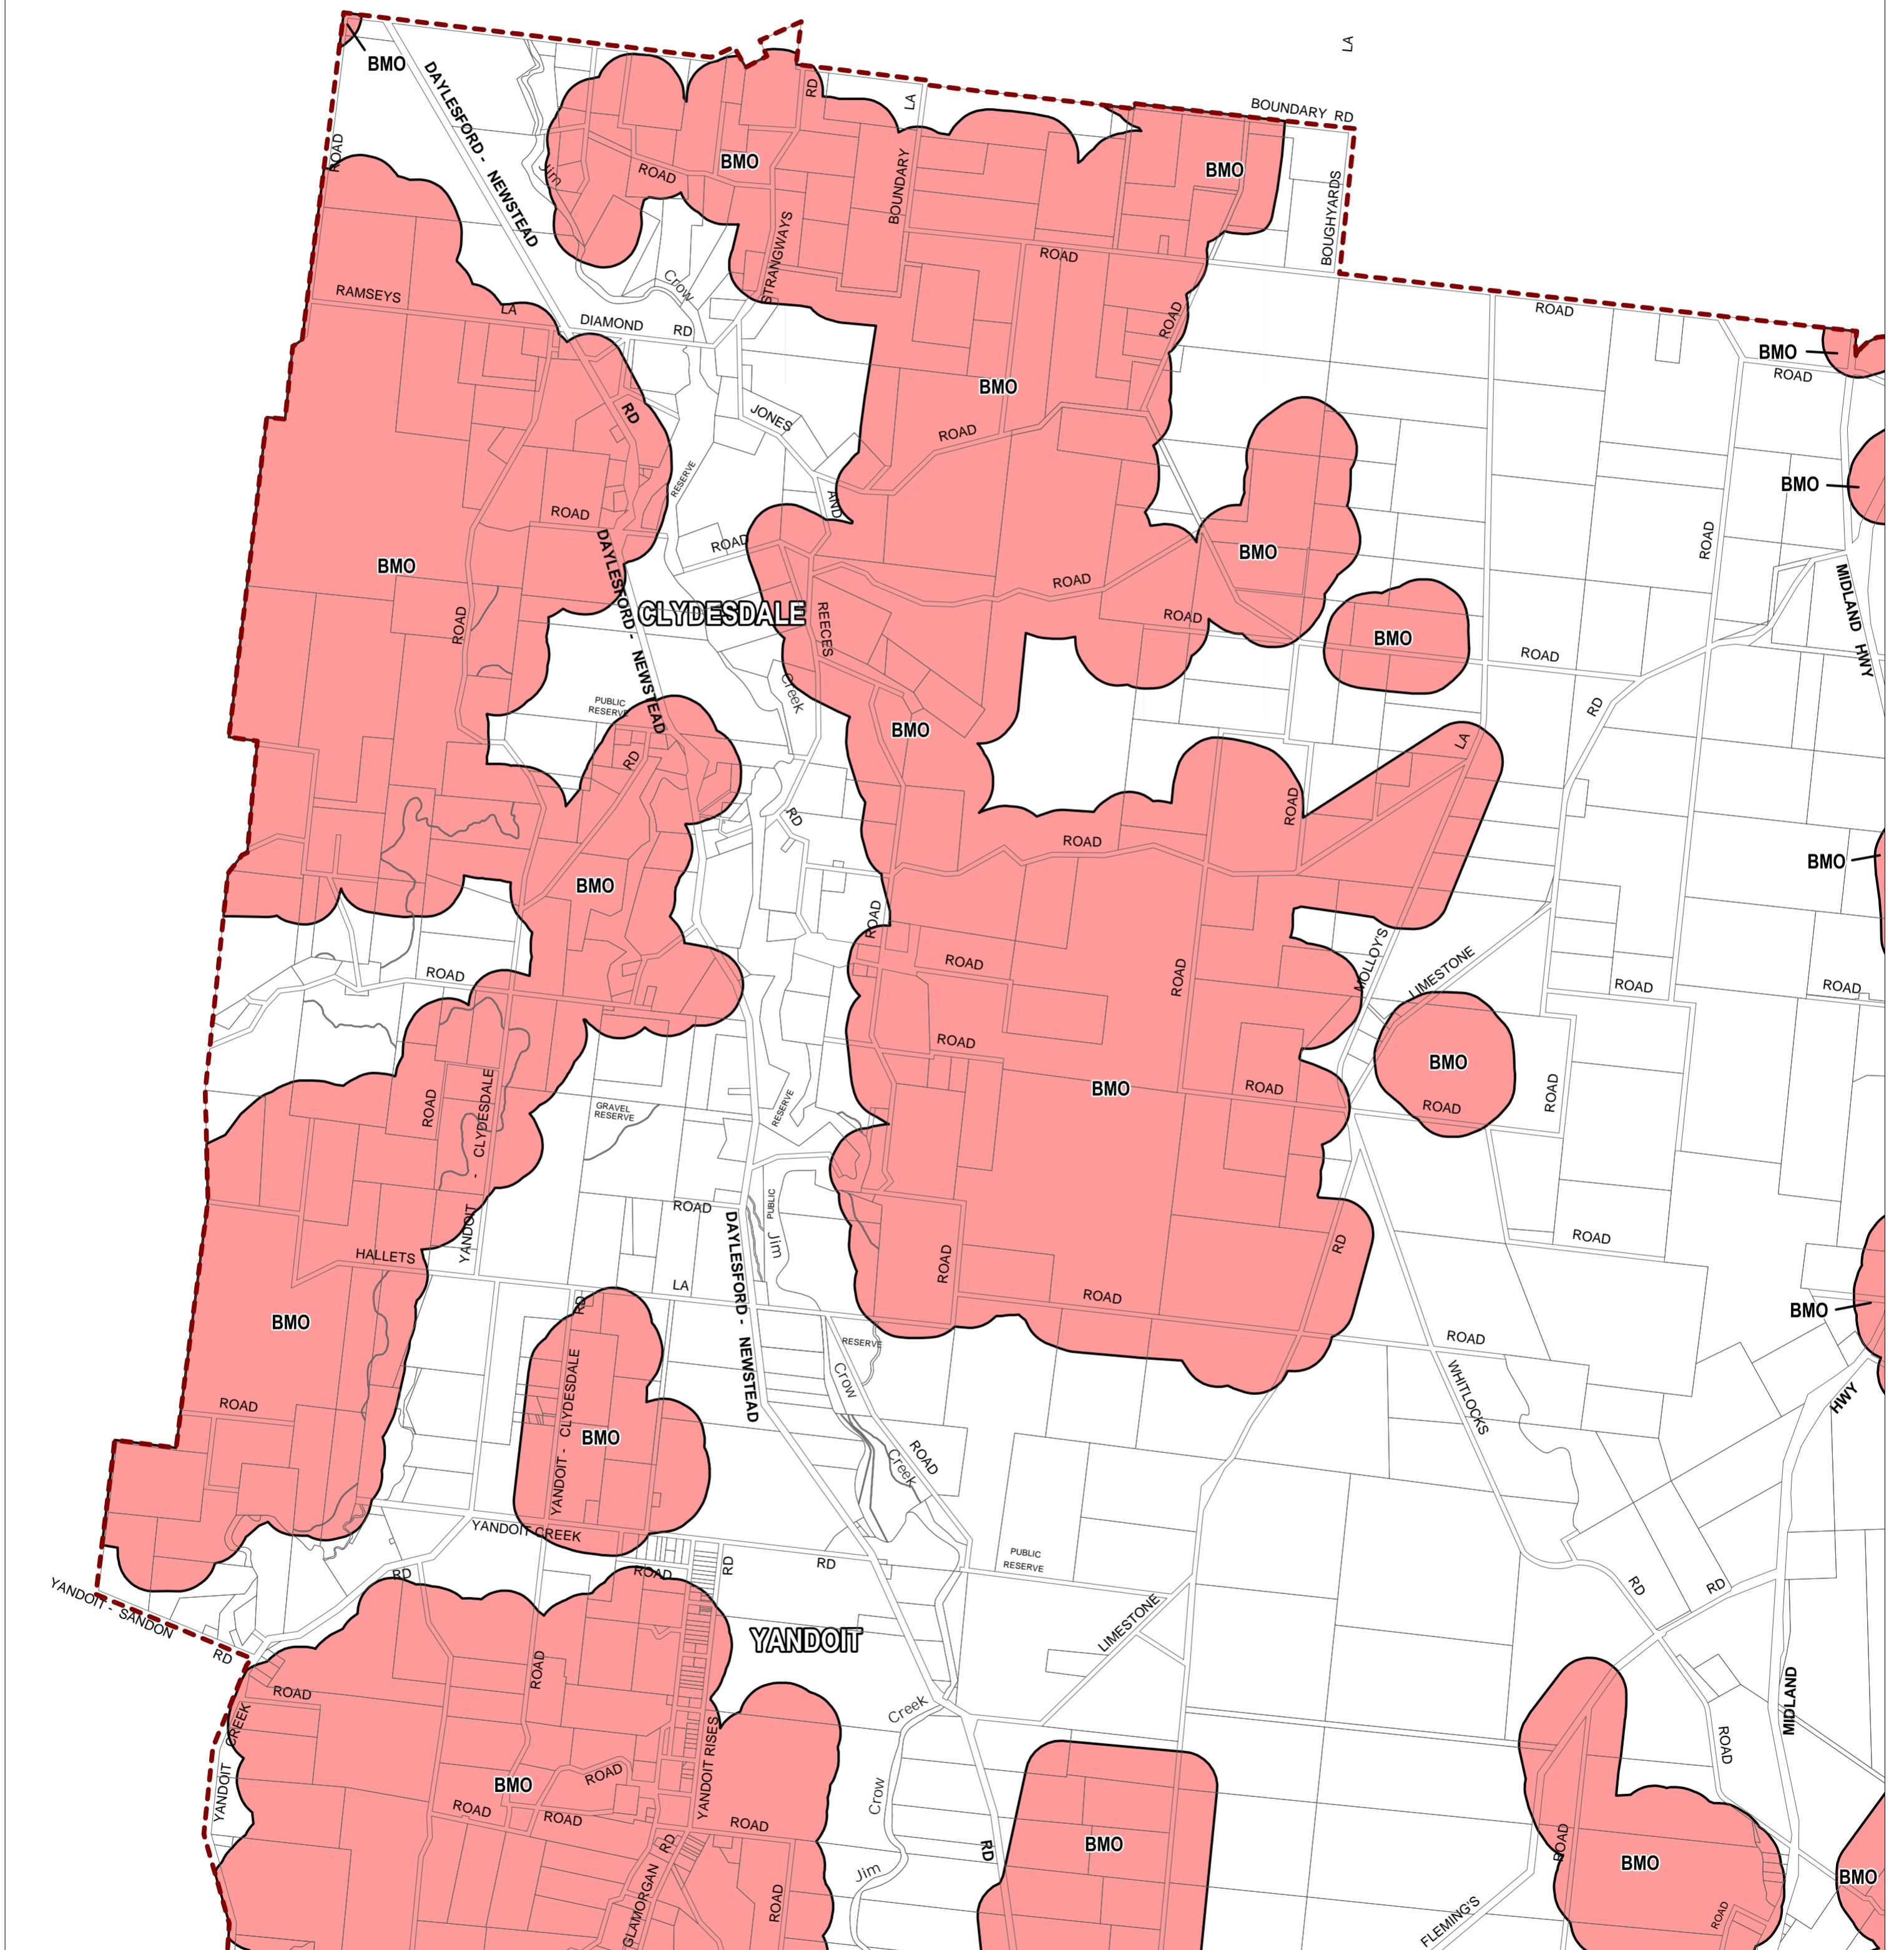 LA
BMO
DAYLESFORD - NEWSTEAD
BOUNDARY RD
RD
LA
ROAD
BMO
BMO
Jim
ROAD
BOUNDARY
BOUGHYARDS
STRANGWAYS
ROAD
Crow
RAMSEYS
LA
DIAMOND RD
ROAD
ROAD
BMO
ROAD
BMO
RD
JONES
ROAD
RESERVE
BMO
AND
ROAD
ROAD
ROAD
BMO
BMO
DAYLESFORD - NEWSTEAD
ROAD
MIDLAND HWY
CLYDESDALE
REECES
ROAD
ROAD
BMO
ROAD
Creek
PUBLIC
RESERVE
BMO
RD
LA
RD
RD
ROAD
ROAD
BMO
BMO
ROAD
ROAD
ROAD
ROAD
MOLLOY'S
LIMESTONE
ROAD
ROAD
ROAD
BMO
BMO
ROAD
ROAD
ROAD
ROAD
YANDOIT - CLYDESDALE
GRAVEL
RESERVE
RESERVE
ROAD
PUBLIC
Jim
DAYLESFORD - NEWSTEAD
RD
ROAD
HALLETS
LA
ROAD
ROAD
BMO
RD
BMO
RESERVE
ROAD
YANDOIT - CLYDESDALE
Crow
WHITLOCKS
HWY
ROAD
BMO
ROAD
Creek
YANDOIT CREEK
RD
RD
PUBLIC
RESERVE
RD
ROAD
RD
RD
YANDOIT - SANDON
RD
LIMESTONE
YANDOIT
ROAD
ROAD
CREEK
YANDOIT
Creek
MIDLAND
ROAD
YANDOIT RISES
BMO
ROAD
ROAD
ROAD
ROAD
Crow
RD
RD
BMO
ROAD
BMO
BMO
Jim
GLAMORGAN
ROAD
FLEMING'S
ROAD